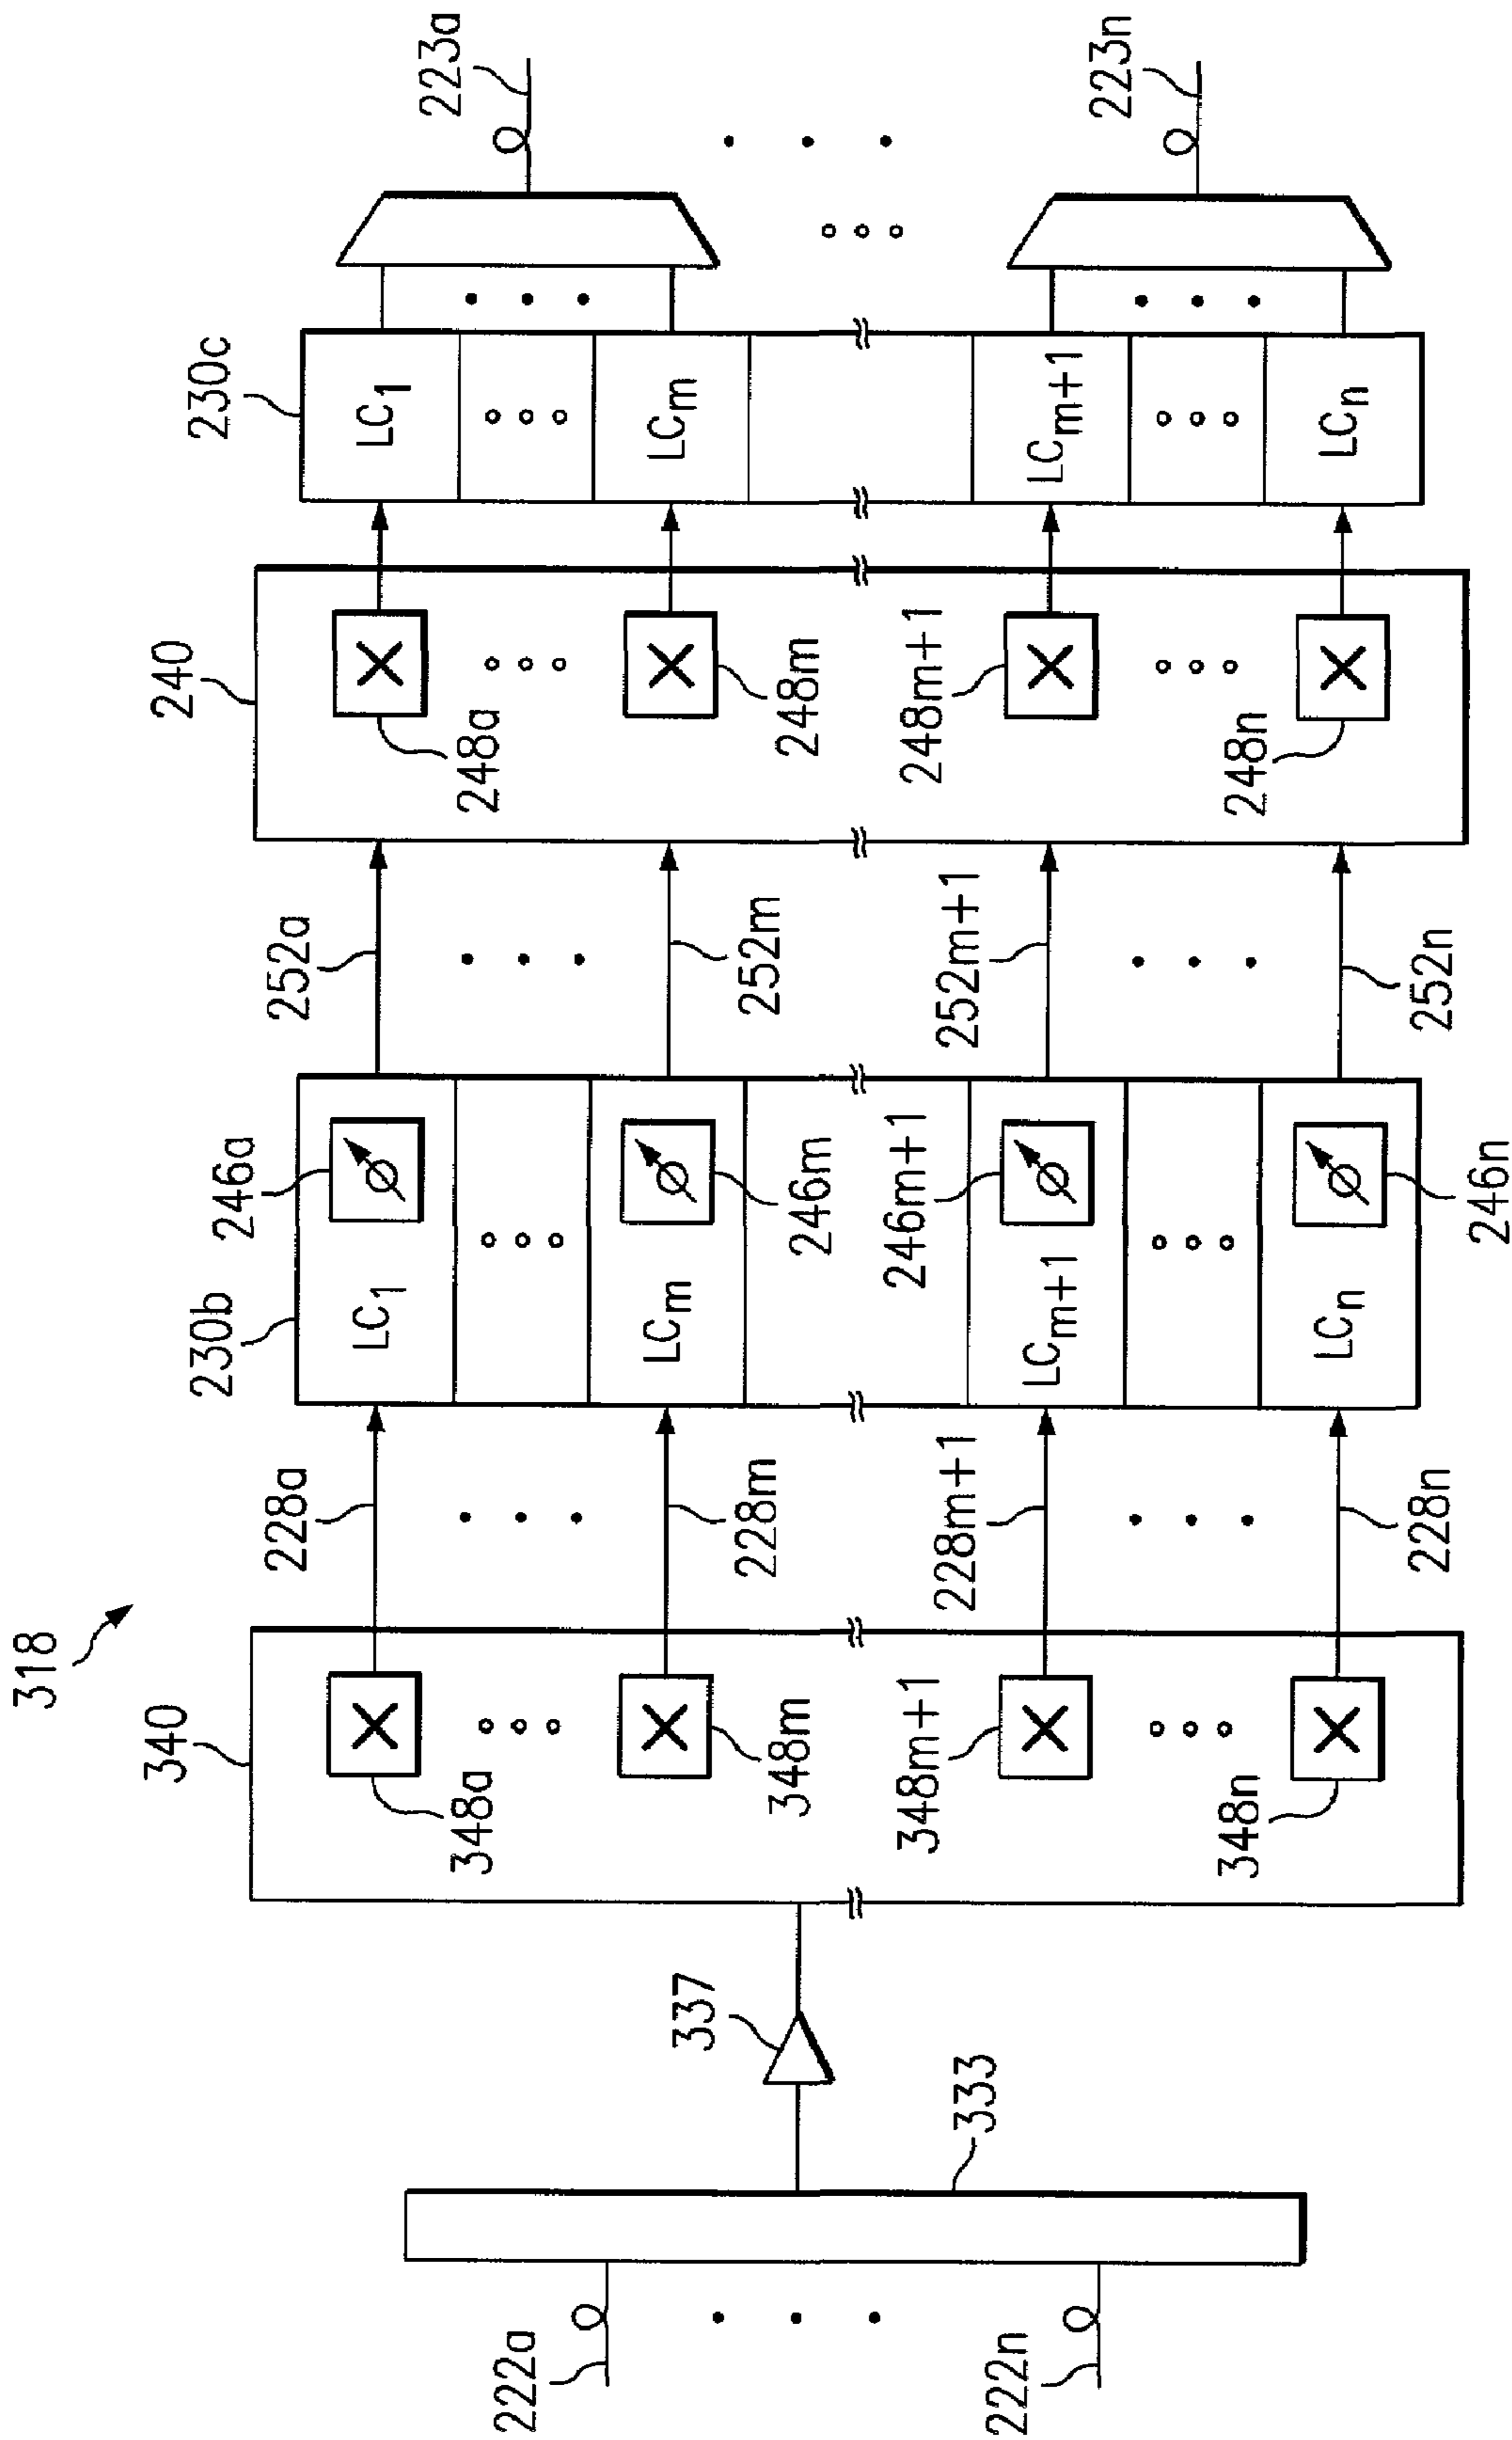 318
222a
222n
333
337
340
348a
348m
348m+1
348n
228a
228m
228m+1
228n
230b
LC1
LCm
LCm+1
LCn
246a
246m
246m+1
246n
252a
252m
252m+1
252n
240
248a
248m
248m+1
248n
230c
LC1
LCm
LCm+1
LCn
223a
223n